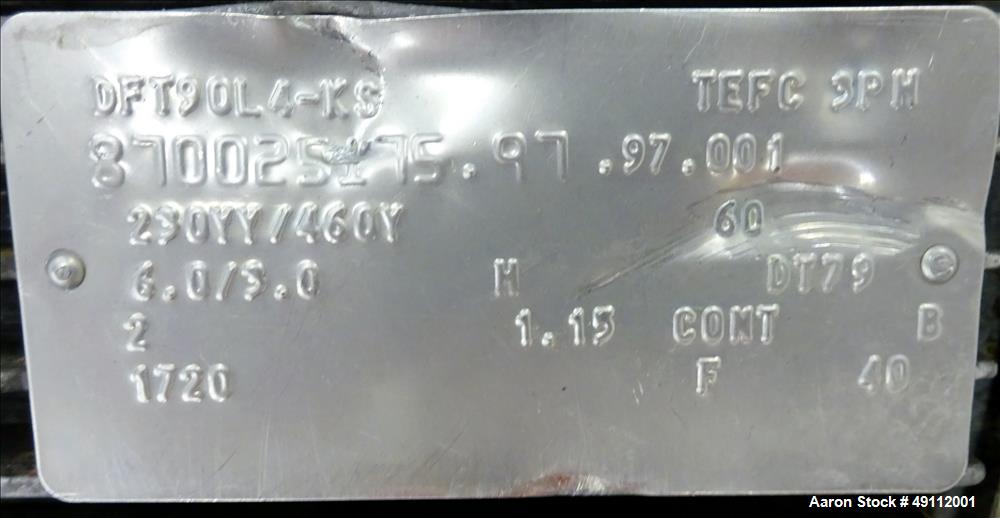 DFT90L4-KS TEFC 3PH
870025175.97.97.001
230YY/460Y 60
6.0/3.0 H DT79
2 1.15 CONT B
1720 F 40
Aaron Stock # 49112001